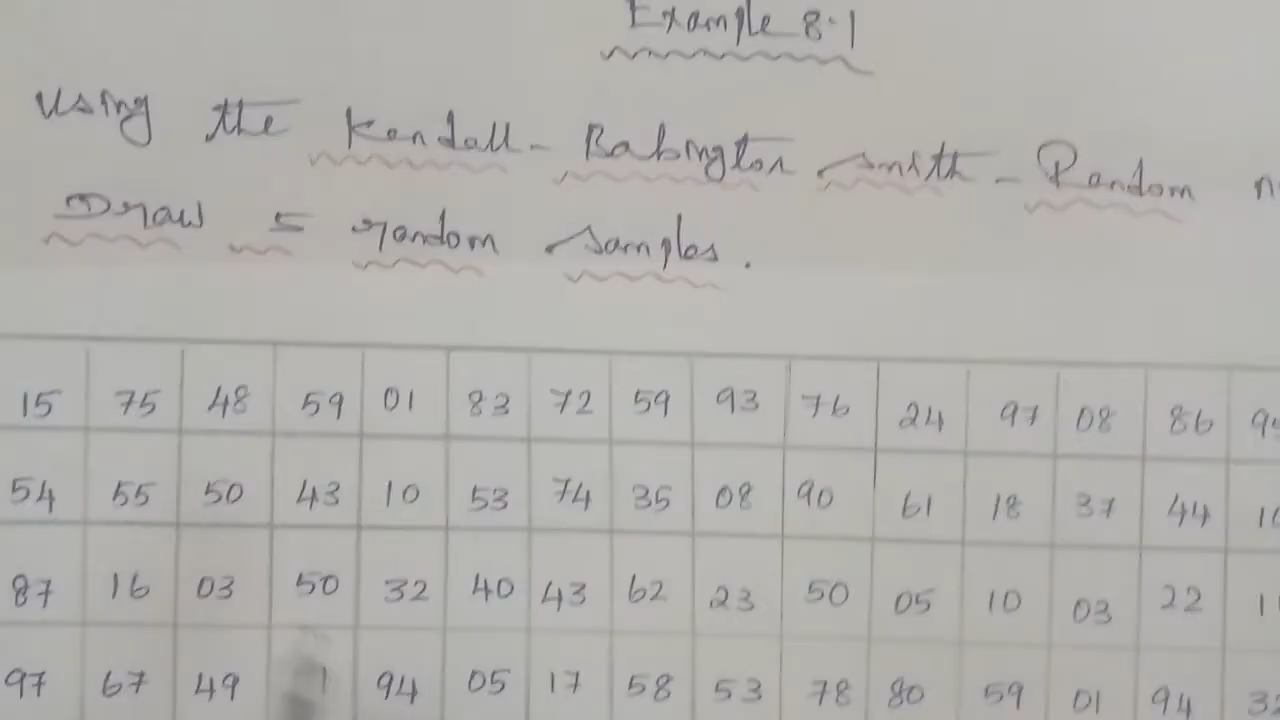 Example 8.1
Using the Kendall - Babington Smith - Random
Draw 5 random samples.
15 75 48 59 01 83 72 59 93 76 24 97 08 86
54 55 50 43 10 53 74 35 08 90 61 18 37 44
87 16 03 50 32 40 43 62 23 50 05 10 03 22
97 67 49 94 05 17 58 53 78 80 59 01 94